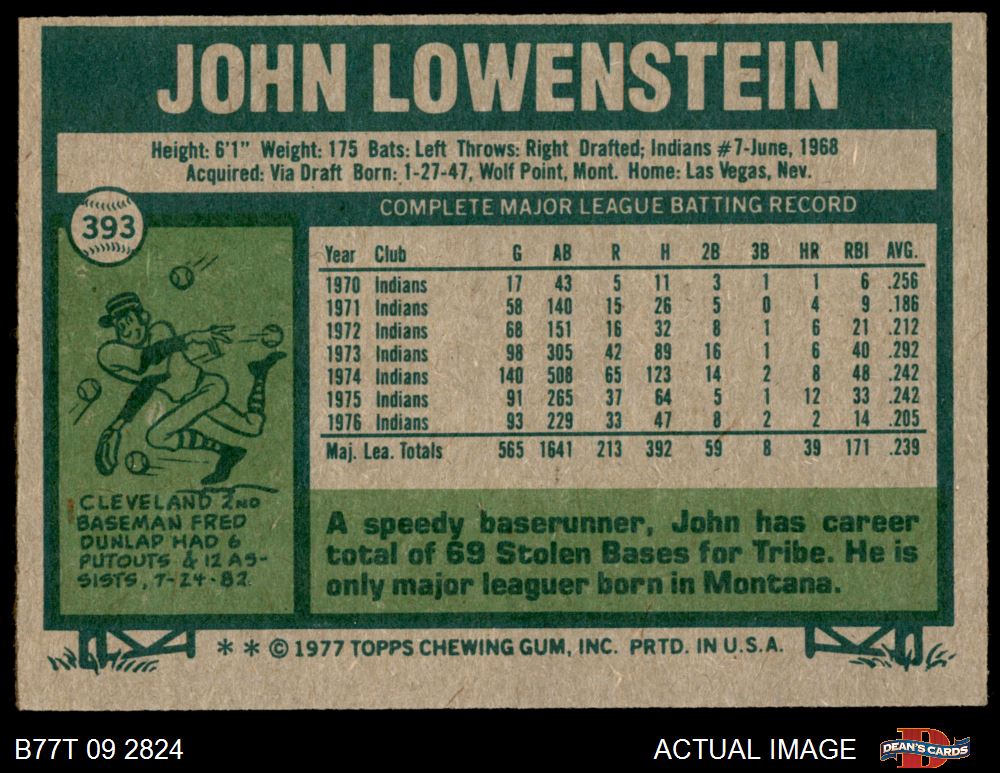 JOHN LOWENSTEIN
Height: 6'1" Weight: 175 Bats: Left Throws: Right Drafted; Indians #7-June, 1968
Acquired: Via Draft Born: 1-27-47, Wolf Point, Mont. Home: Las Vegas, Nev.
393
COMPLETE MAJOR LEAGUE BATTING RECORD
Year Club G AB R H 2B 3B HR RBI AVG.
1970 Indians 17 43 5 11 3 1 1 6 .256
1971 Indians 58 140 15 26 5 0 4 9 .186
1972 Indians 68 151 16 32 8 1 6 21 .212
1973 Indians 98 305 42 89 16 1 6 40 .292
1974 Indians 140 508 65 123 14 2 8 48 .242
1975 Indians 91 265 37 64 5 1 12 33 .242
1976 Indians 93 229 33 47 8 2 2 14 .205
Maj. Lea. Totals 565 1641 213 392 59 8 39 171 .239
CLEVELAND 2ND
BASEMAN FRED
DUNLAP HAD 6
PUTOUTS & 12 AS-
SISTS, 7-24-82.
A speedy baserunner, John has career
total of 69 Stolen Bases for Tribe. He is
only major leaguer born in Montana.
* * © 1977 TOPPS CHEWING GUM, INC. PRTD. IN U.S.A.
B77T 09 2824
ACTUAL IMAGE
DEAN'S CARDS